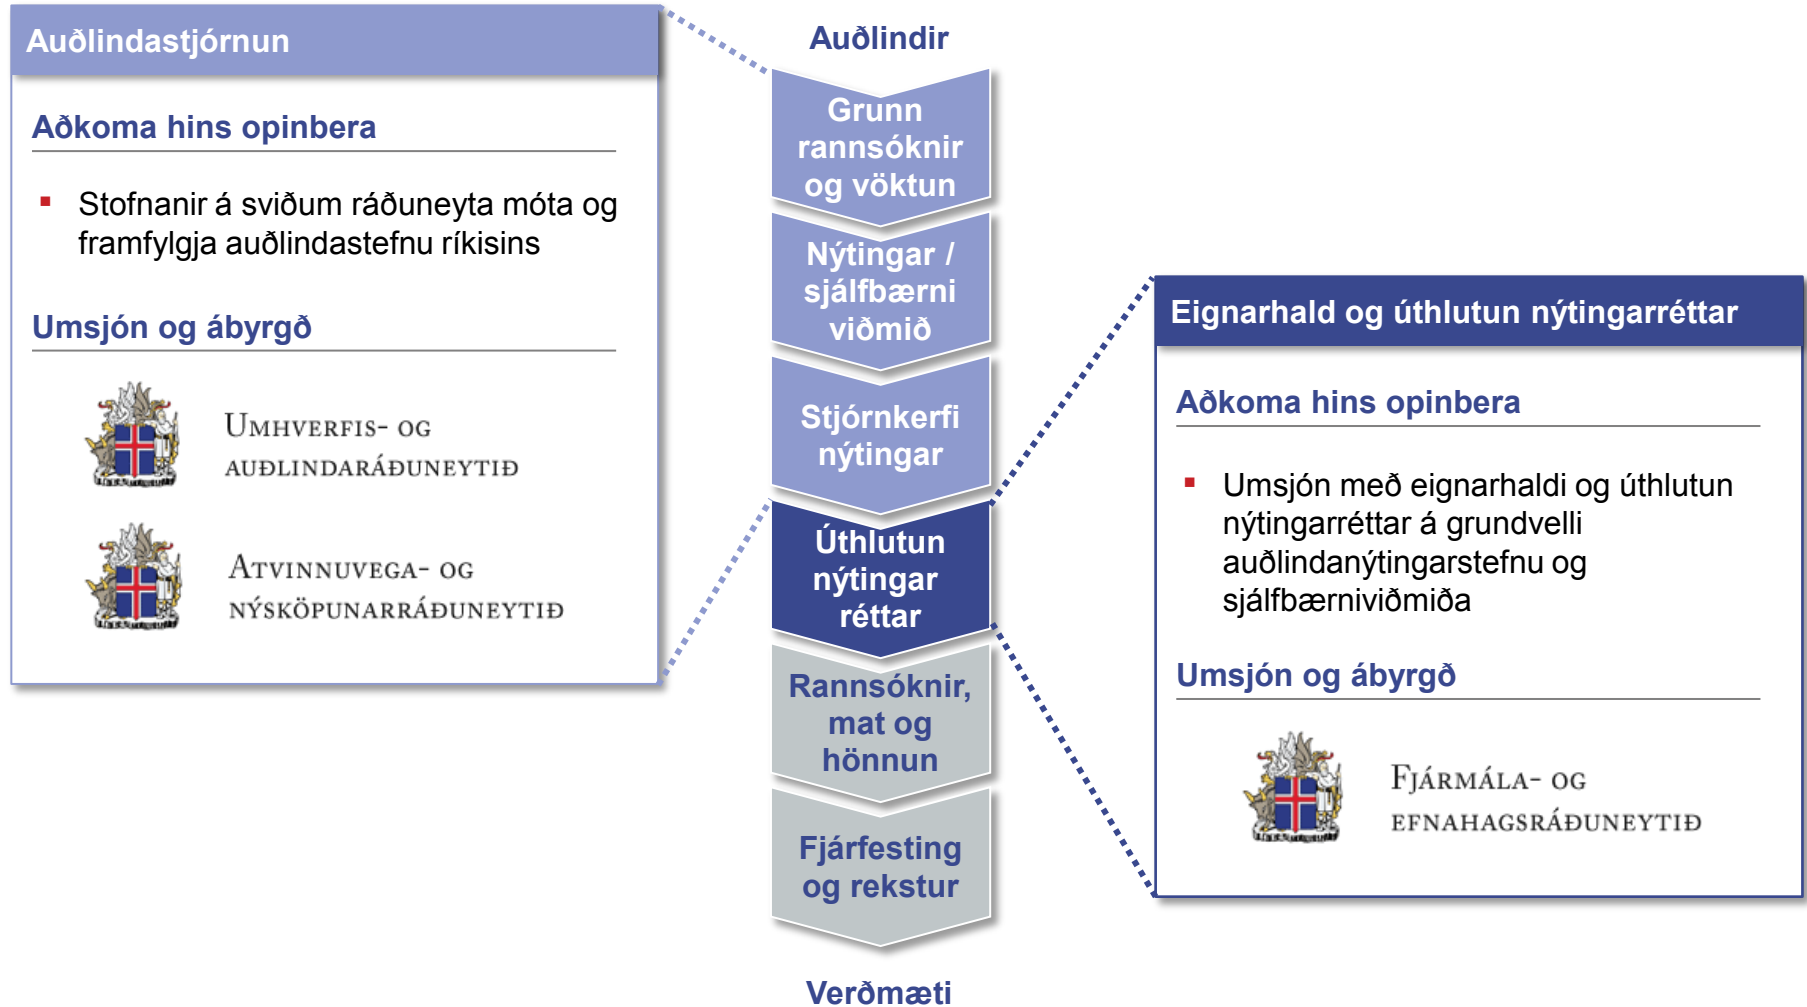 Auðlindastjórnun
Aðkoma hins opinbera
▪ Stofnanir á sviðum ráðuneyta móta og
framfylgja auðlindastefnu ríkisins
Umsjón og ábyrgð
UMHVERFIS- OG
AUÐLINDARÁÐUNEYTIÐ
ATVINNUVEGA- OG
NÝSKÖPUNARRÁÐUNEYTIÐ
Auðlindir
Grunn
rannsóknir
og vöktun
Nýtingar /
sjálfbærni
viðmið
Stjórnkerfi
nýtingar
Úthlutun
nýtingar
réttar
Rannsóknir,
mat og
hönnun
Fjárfesting
og rekstur
Verðmæti
Eignarhald og úthlutun nýtingarréttar
Aðkoma hins opinbera
▪ Umsjón með eignarhaldi og úthlutun
nýtingarréttar á grundvelli
auðlindanýtingarstefnu og
sjálfbærniviðmiða
Umsjón og ábyrgð
FJÁRMÁLA- OG
EFNAHAGSRÁÐUNEYTIÐ